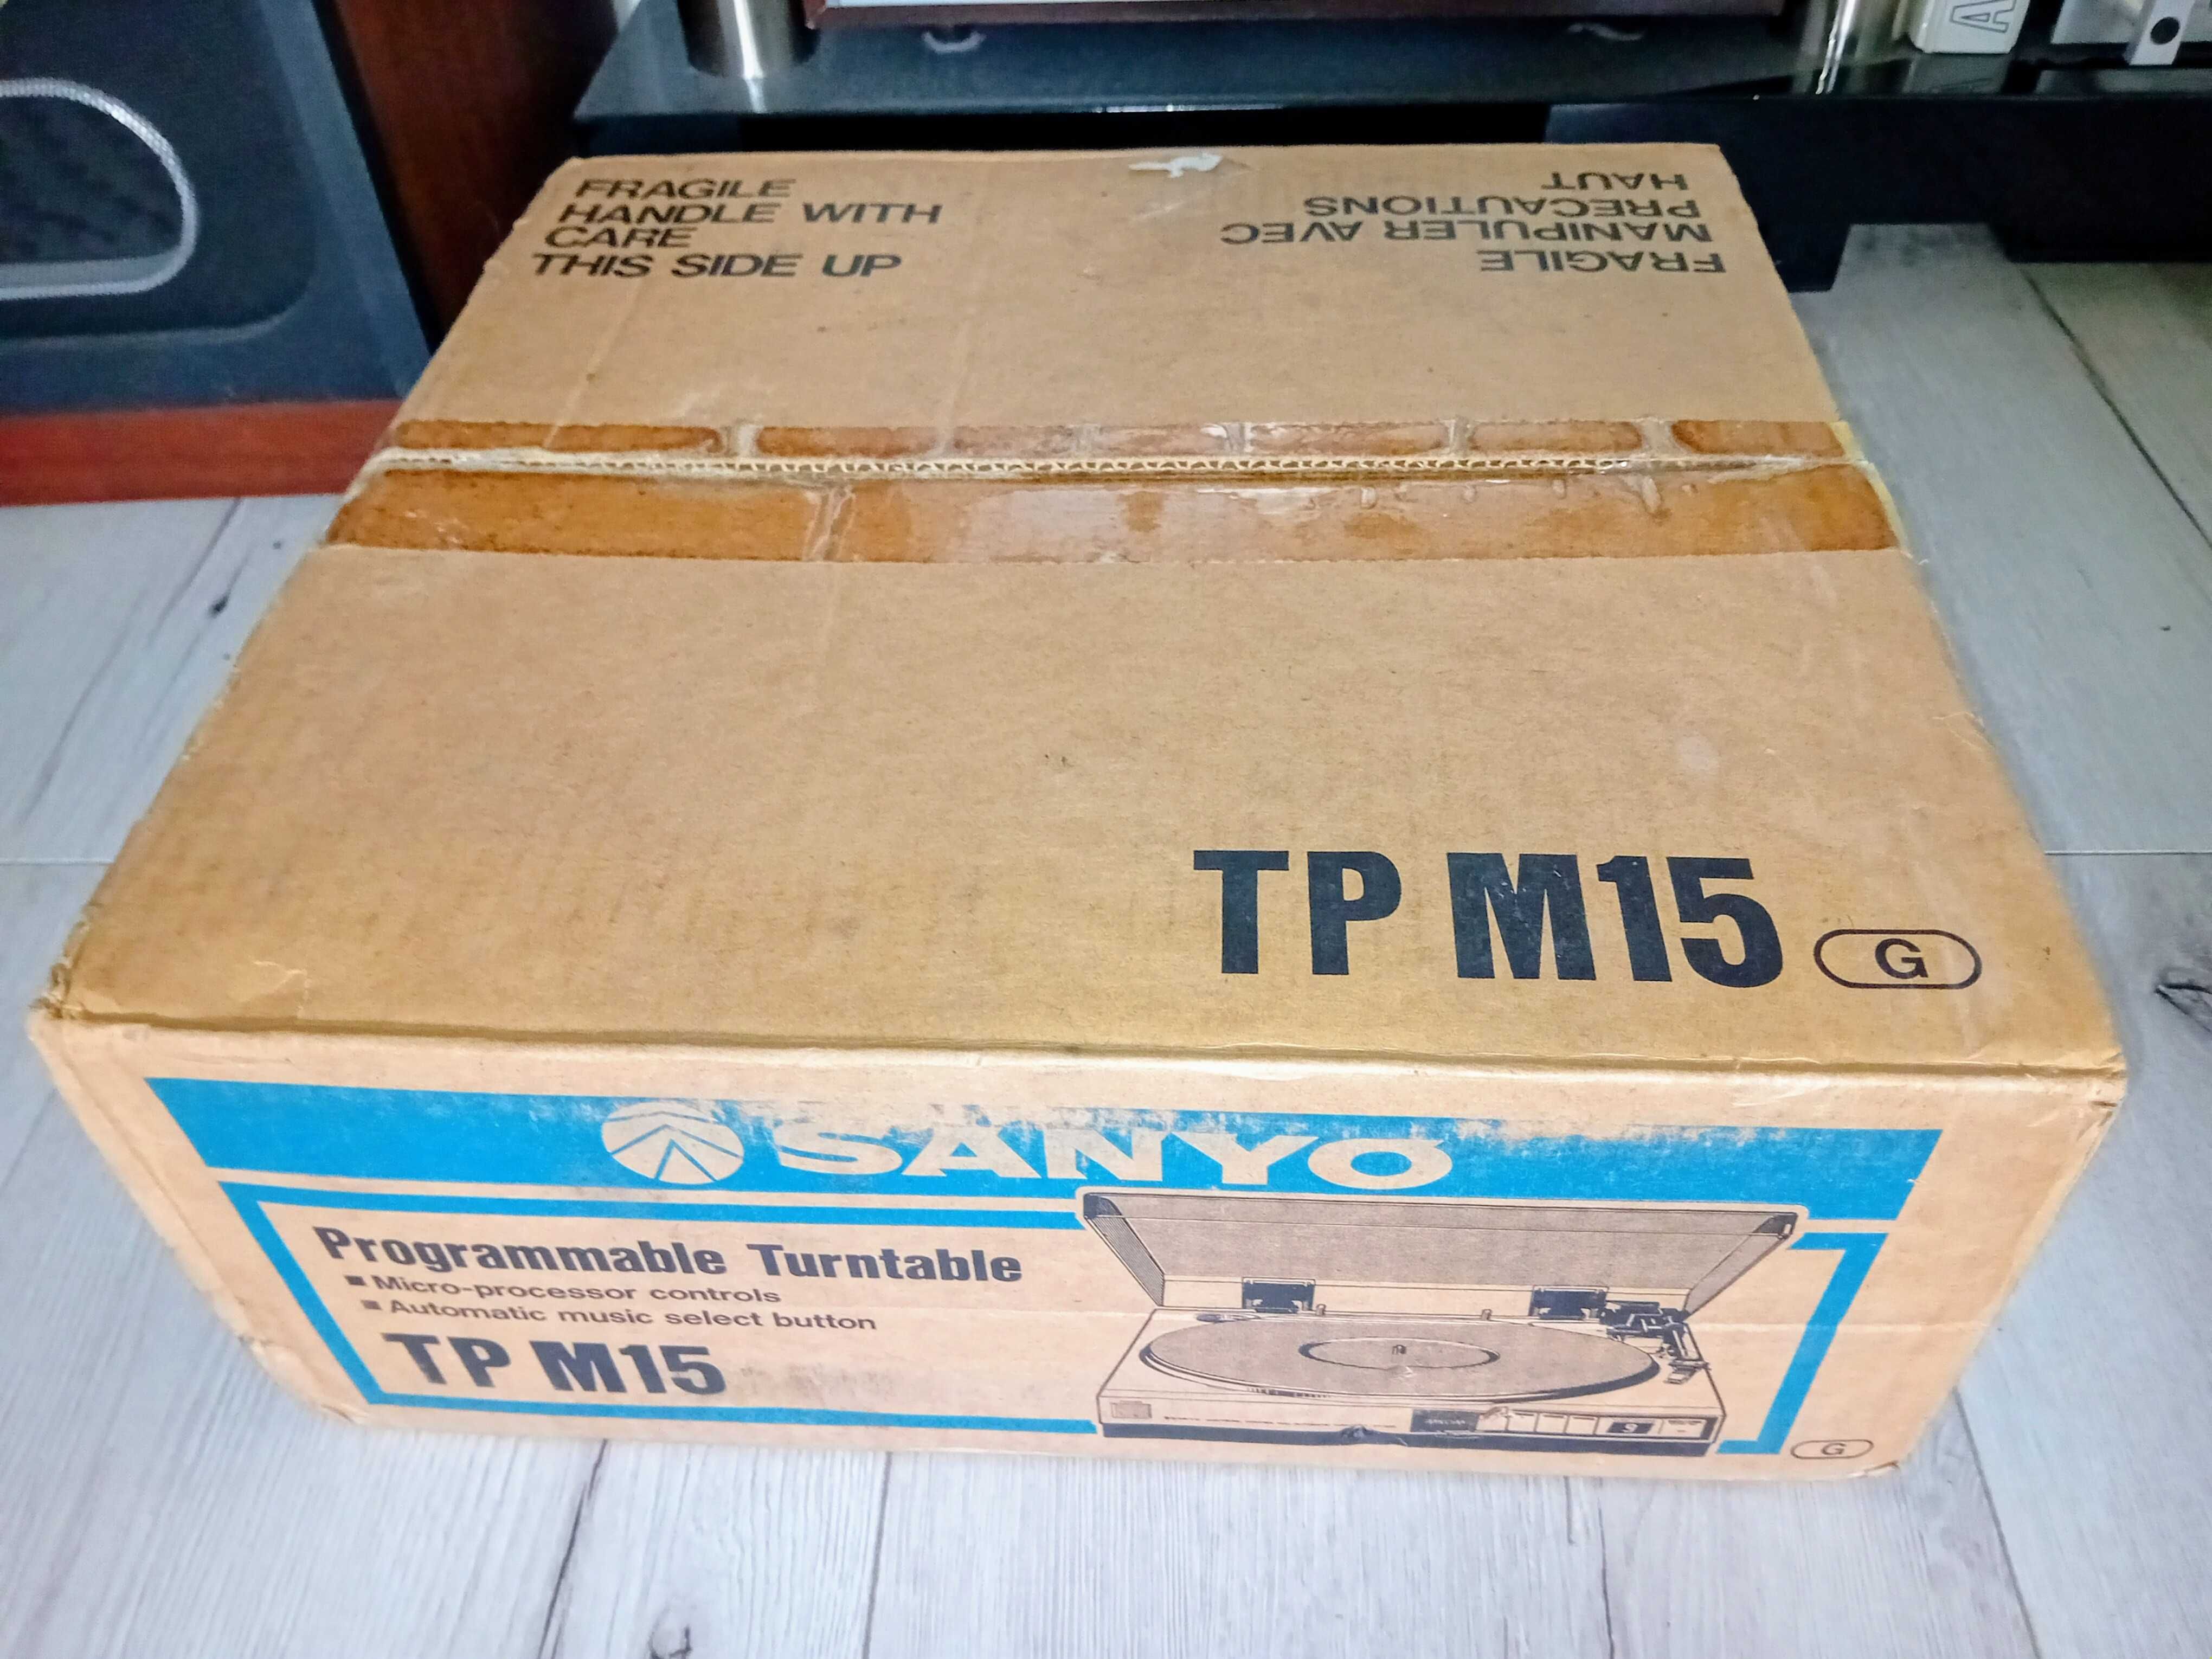 FRAGILE
HANDLE WITH
CARE
THIS SIDE UP
FRAGILE
MANIPULER AVEC
PRECAUTIONS
HAUT
TP M15
G
SANYO
Programmable Turntable
■ Micro-processor controls
■ Automatic music select button
TP M15
9
G
A